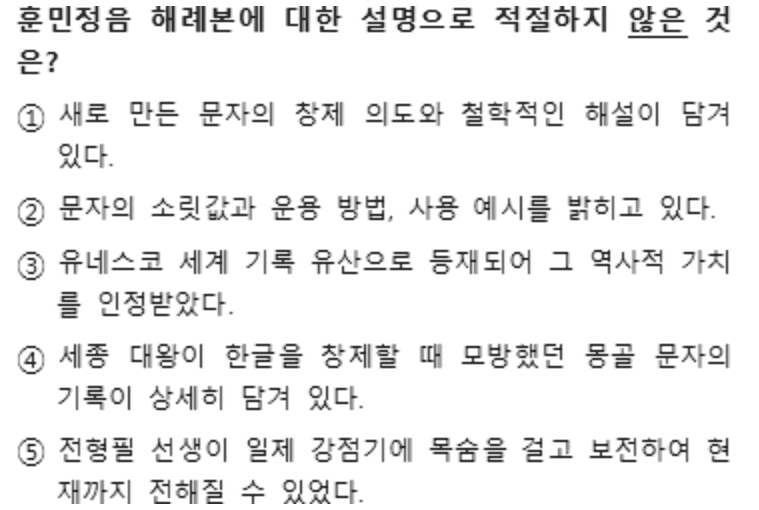 훈민정음 해례본에 대한 설명으로 적절하지 않은 것
은?
① 새로 만든 문자의 창제 의도와 철학적인 해설이 담겨
있다.
② 문자의 소릿값과 운용 방법, 사용 예시를 밝히고 있다.
③ 유네스코 세계 기록 유산으로 등재되어 그 역사적 가치
를 인정받았다.
④ 세종 대왕이 한글을 창제할 때 모방했던 몽골 문자의
기록이 상세히 담겨 있다.
⑤ 전형필 선생이 일제 강점기에 목숨을 걸고 보전하여 현
재까지 전해질 수 있었다.